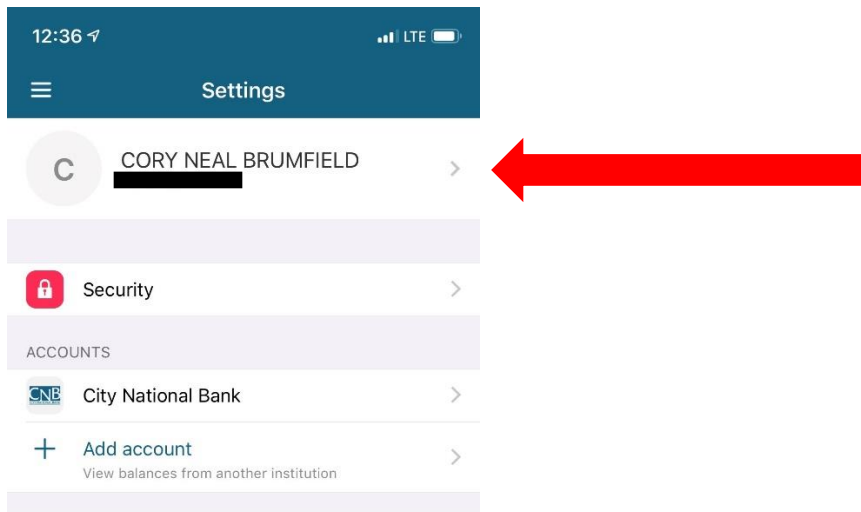 12:36 LTE
Settings
C CORY NEAL BRUMFIELD
Security
ACCOUNTS
CNB City National Bank
+ Add account
View balances from another institution